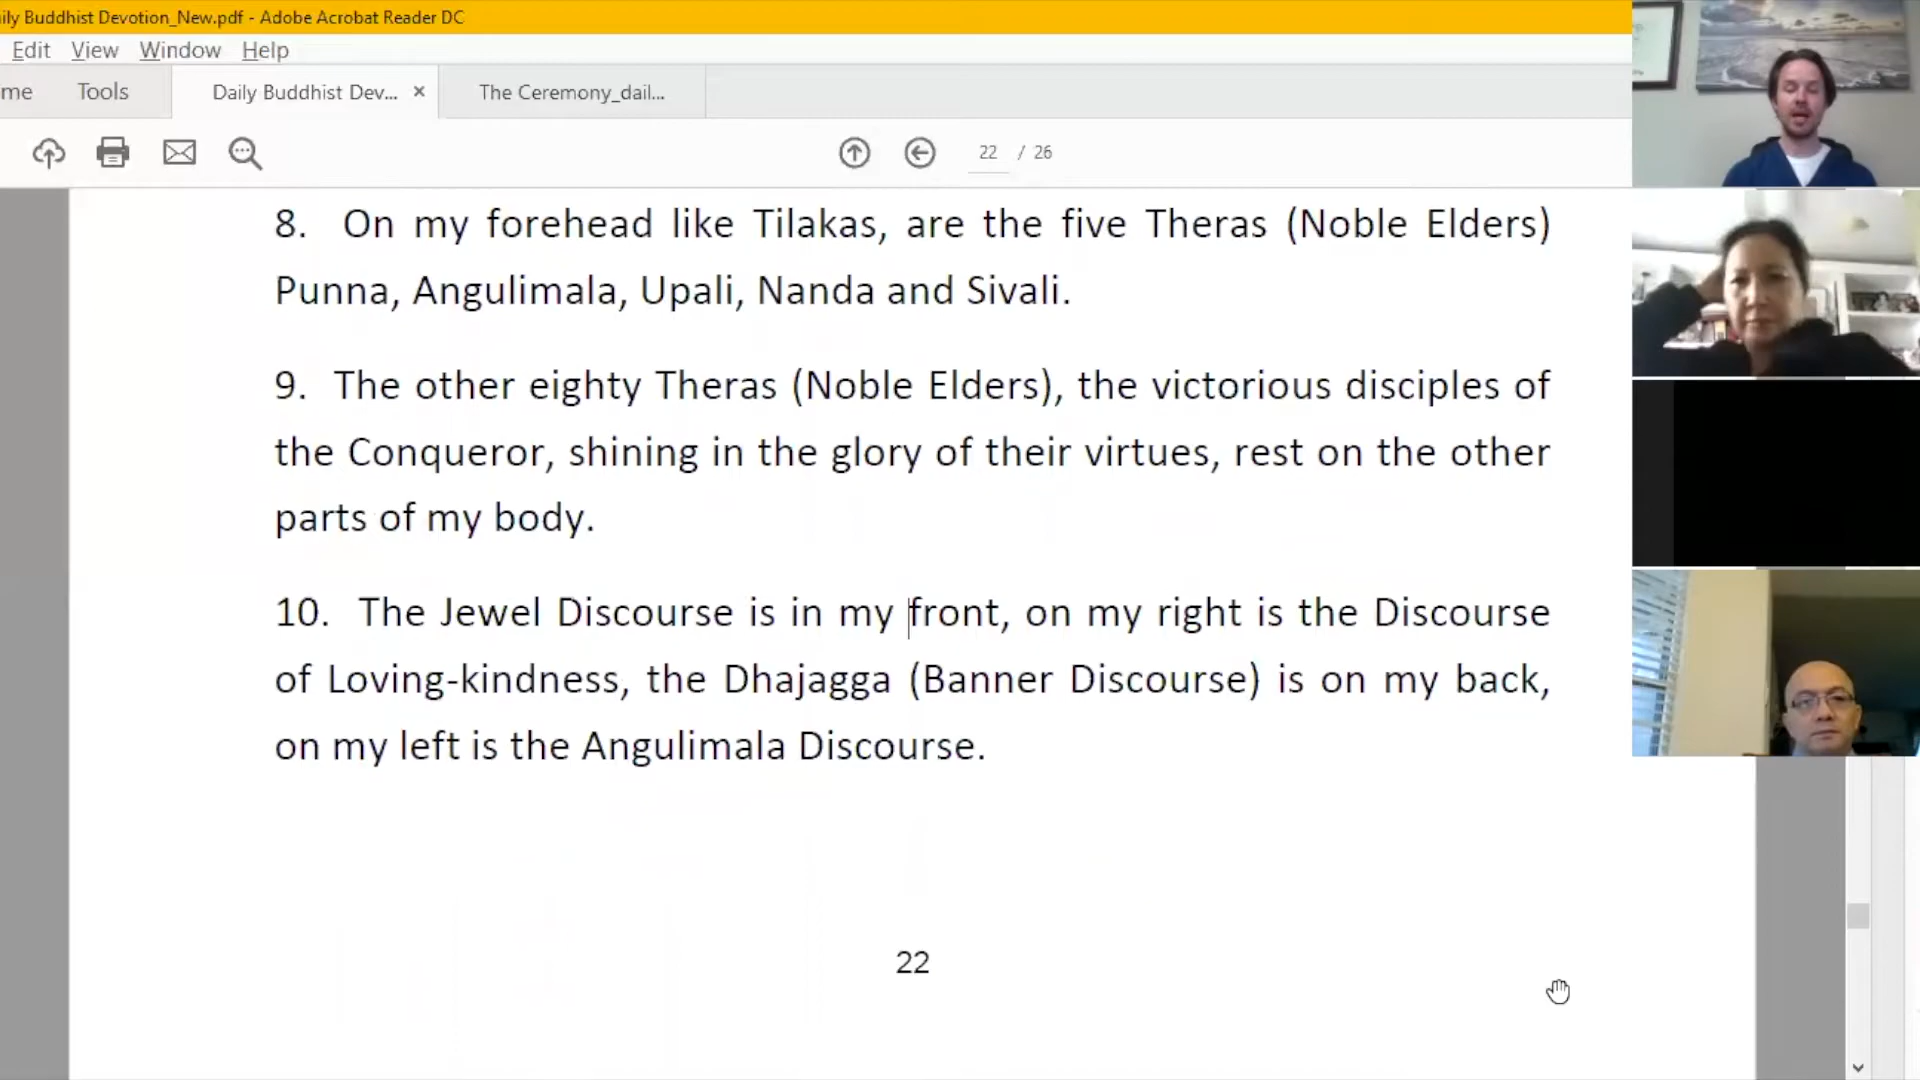 ily Buddhist Devotion_New.pdf - Adobe Acrobat Reader DC
Edit View Window Help
me Tools Daily Buddhist Dev... × The Ceremony_dail...
22 / 26
8. On my forehead like Tilakas, are the five Theras (Noble Elders)
Punna, Angulimala, Upali, Nanda and Sivali.
9. The other eighty Theras (Noble Elders), the victorious disciples of
the Conqueror, shining in the glory of their virtues, rest on the other
parts of my body.
10. The Jewel Discourse is in my front, on my right is the Discourse
of Loving-kindness, the Dhajagga (Banner Discourse) is on my back,
on my left is the Angulimala Discourse.
22